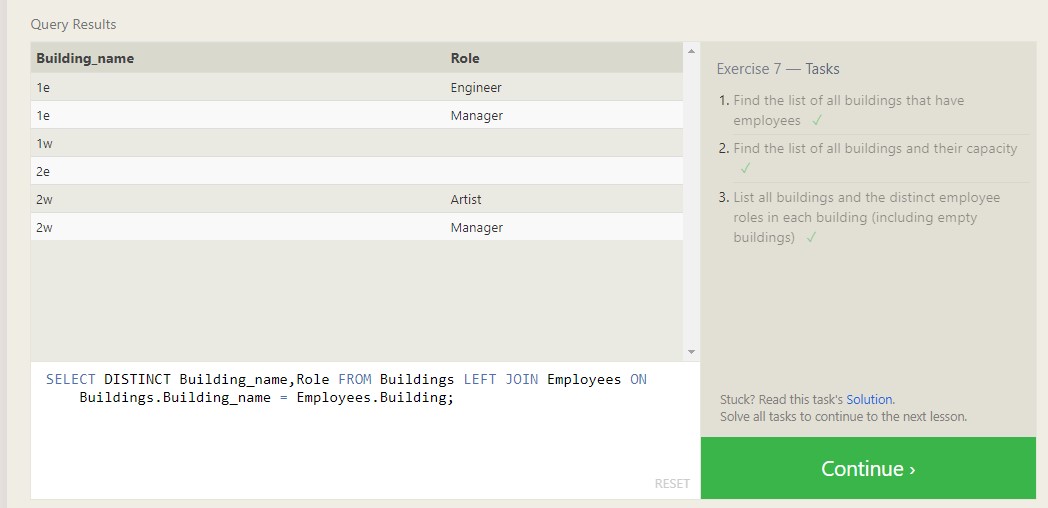 Query Results
Building_name Role
1e Engineer
1e Manager
1w
2e
2w Artist
2w Manager
SELECT DISTINCT Building_name,Role FROM Buildings LEFT JOIN Employees ON
Buildings.Building_name = Employees.Building;
RESET
Exercise 7 — Tasks
1. Find the list of all buildings that have
employees ✓
2. Find the list of all buildings and their capacity
✓
3. List all buildings and the distinct employee
roles in each building (including empty
buildings) ✓
Stuck? Read this task's Solution.
Solve all tasks to continue to the next lesson.
Continue ›